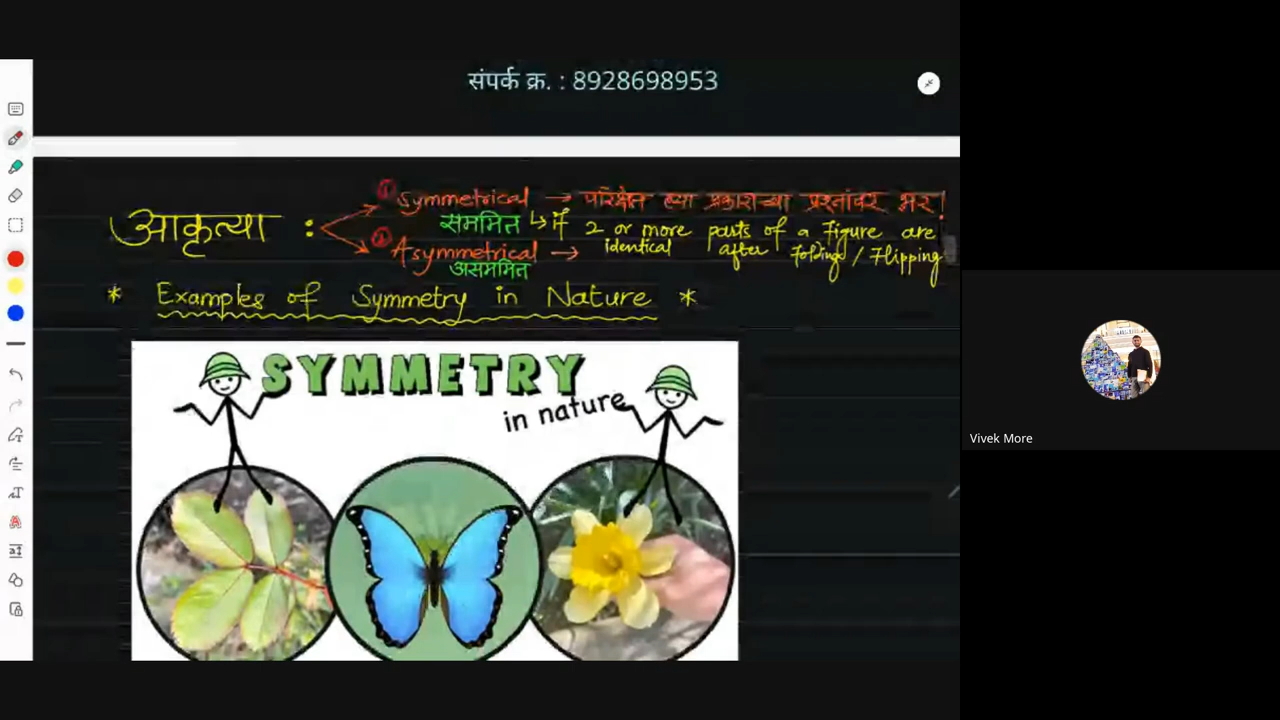 संपर्क क्र. : 8928698953
① Symmetrical → परिक्षेत ह्या प्रकाराच्या प्रश्नांवर भर!
आकृत्या :
सममित ↳ if 2 or more parts of a figure are
identical after folding / flipping
② Asymmetrical →
असममित
* Examples of Symmetry in Nature *
SYMMETRY
in nature
Vivek More